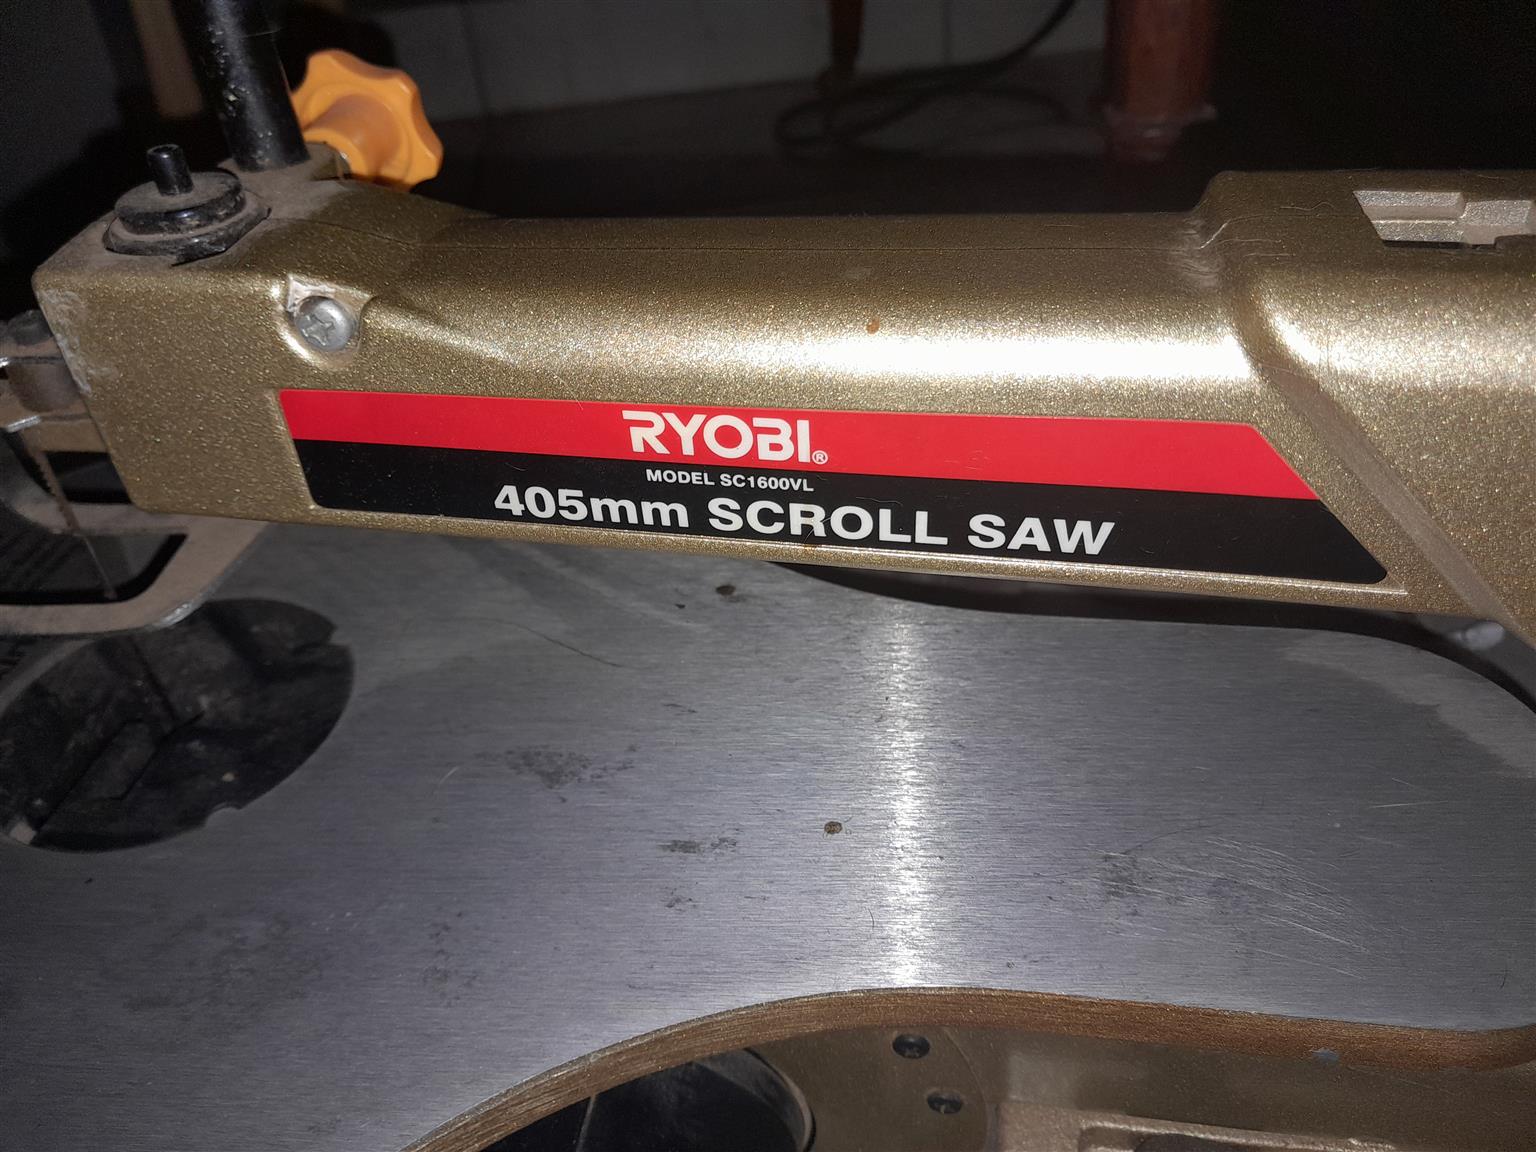 RYOBI®
MODEL SC1600VL
405mm SCROLL SAW